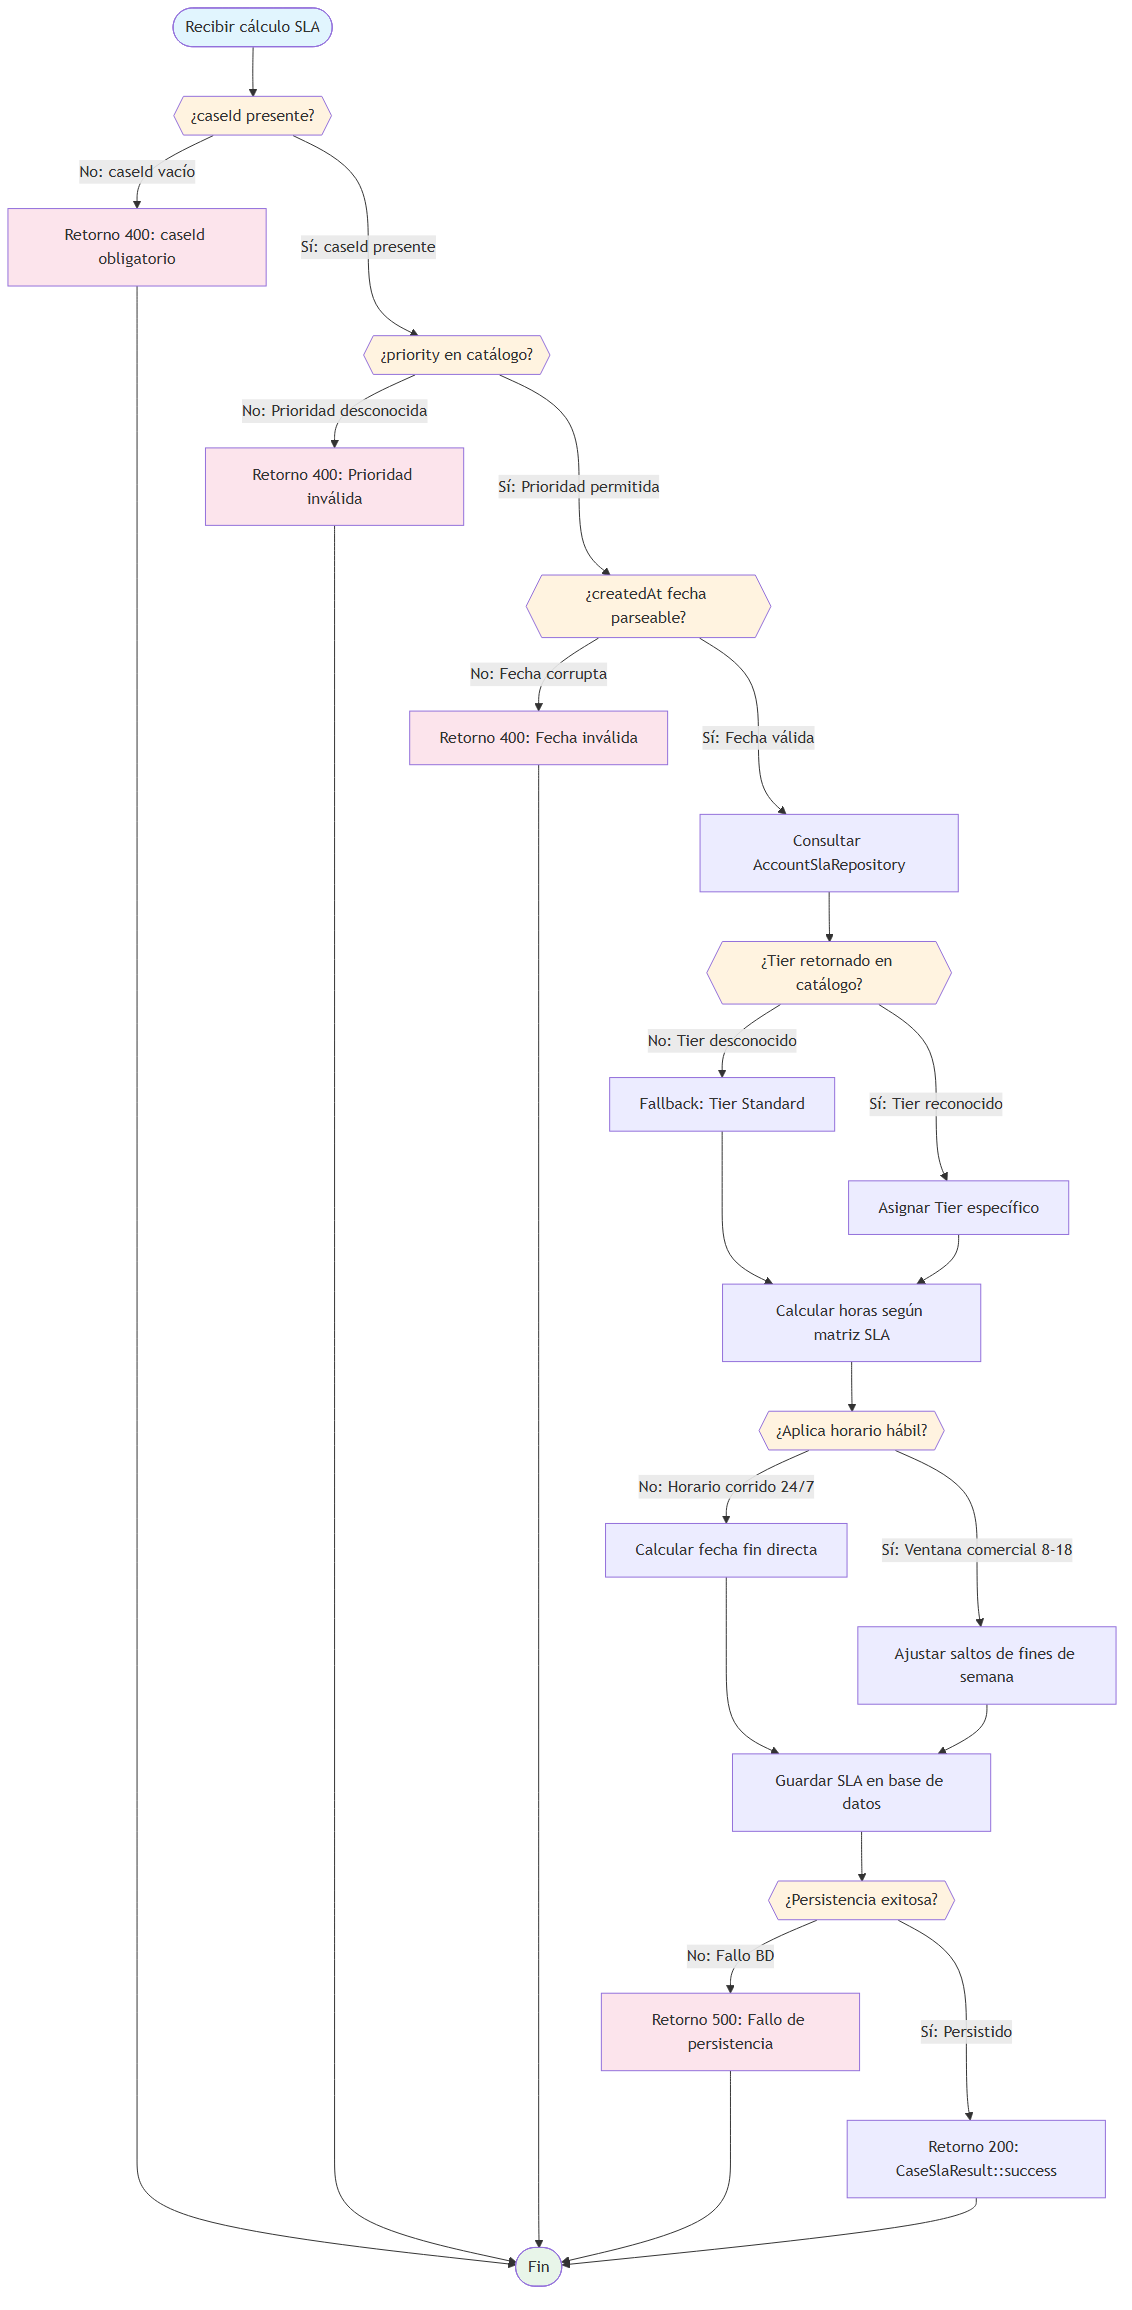 Recibir cálculo SLA
¿caseId presente?
No: caseId vacío
Retorno 400: caseId
obligatorio
Sí: caseId presente
¿priority en catálogo?
No: Prioridad desconocida
Retorno 400: Prioridad
inválida
Sí: Prioridad permitida
¿createdAt fecha
parseable?
No: Fecha corrupta
Retorno 400: Fecha inválida
Sí: Fecha válida
Consultar
AccountSlaRepository
¿Tier retornado en
catálogo?
No: Tier desconocido
Fallback: Tier Standard
Sí: Tier reconocido
Asignar Tier específico
Calcular horas según
matriz SLA
¿Aplica horario hábil?
No: Horario corrido 24/7
Calcular fecha fin directa
Sí: Ventana comercial 8-18
Ajustar saltos de fines de
semana
Guardar SLA en base de
datos
¿Persistencia exitosa?
No: Fallo BD
Retorno 500: Fallo de
persistencia
Sí: Persistido
Retorno 200:
CaseSlaResult::success
Fin